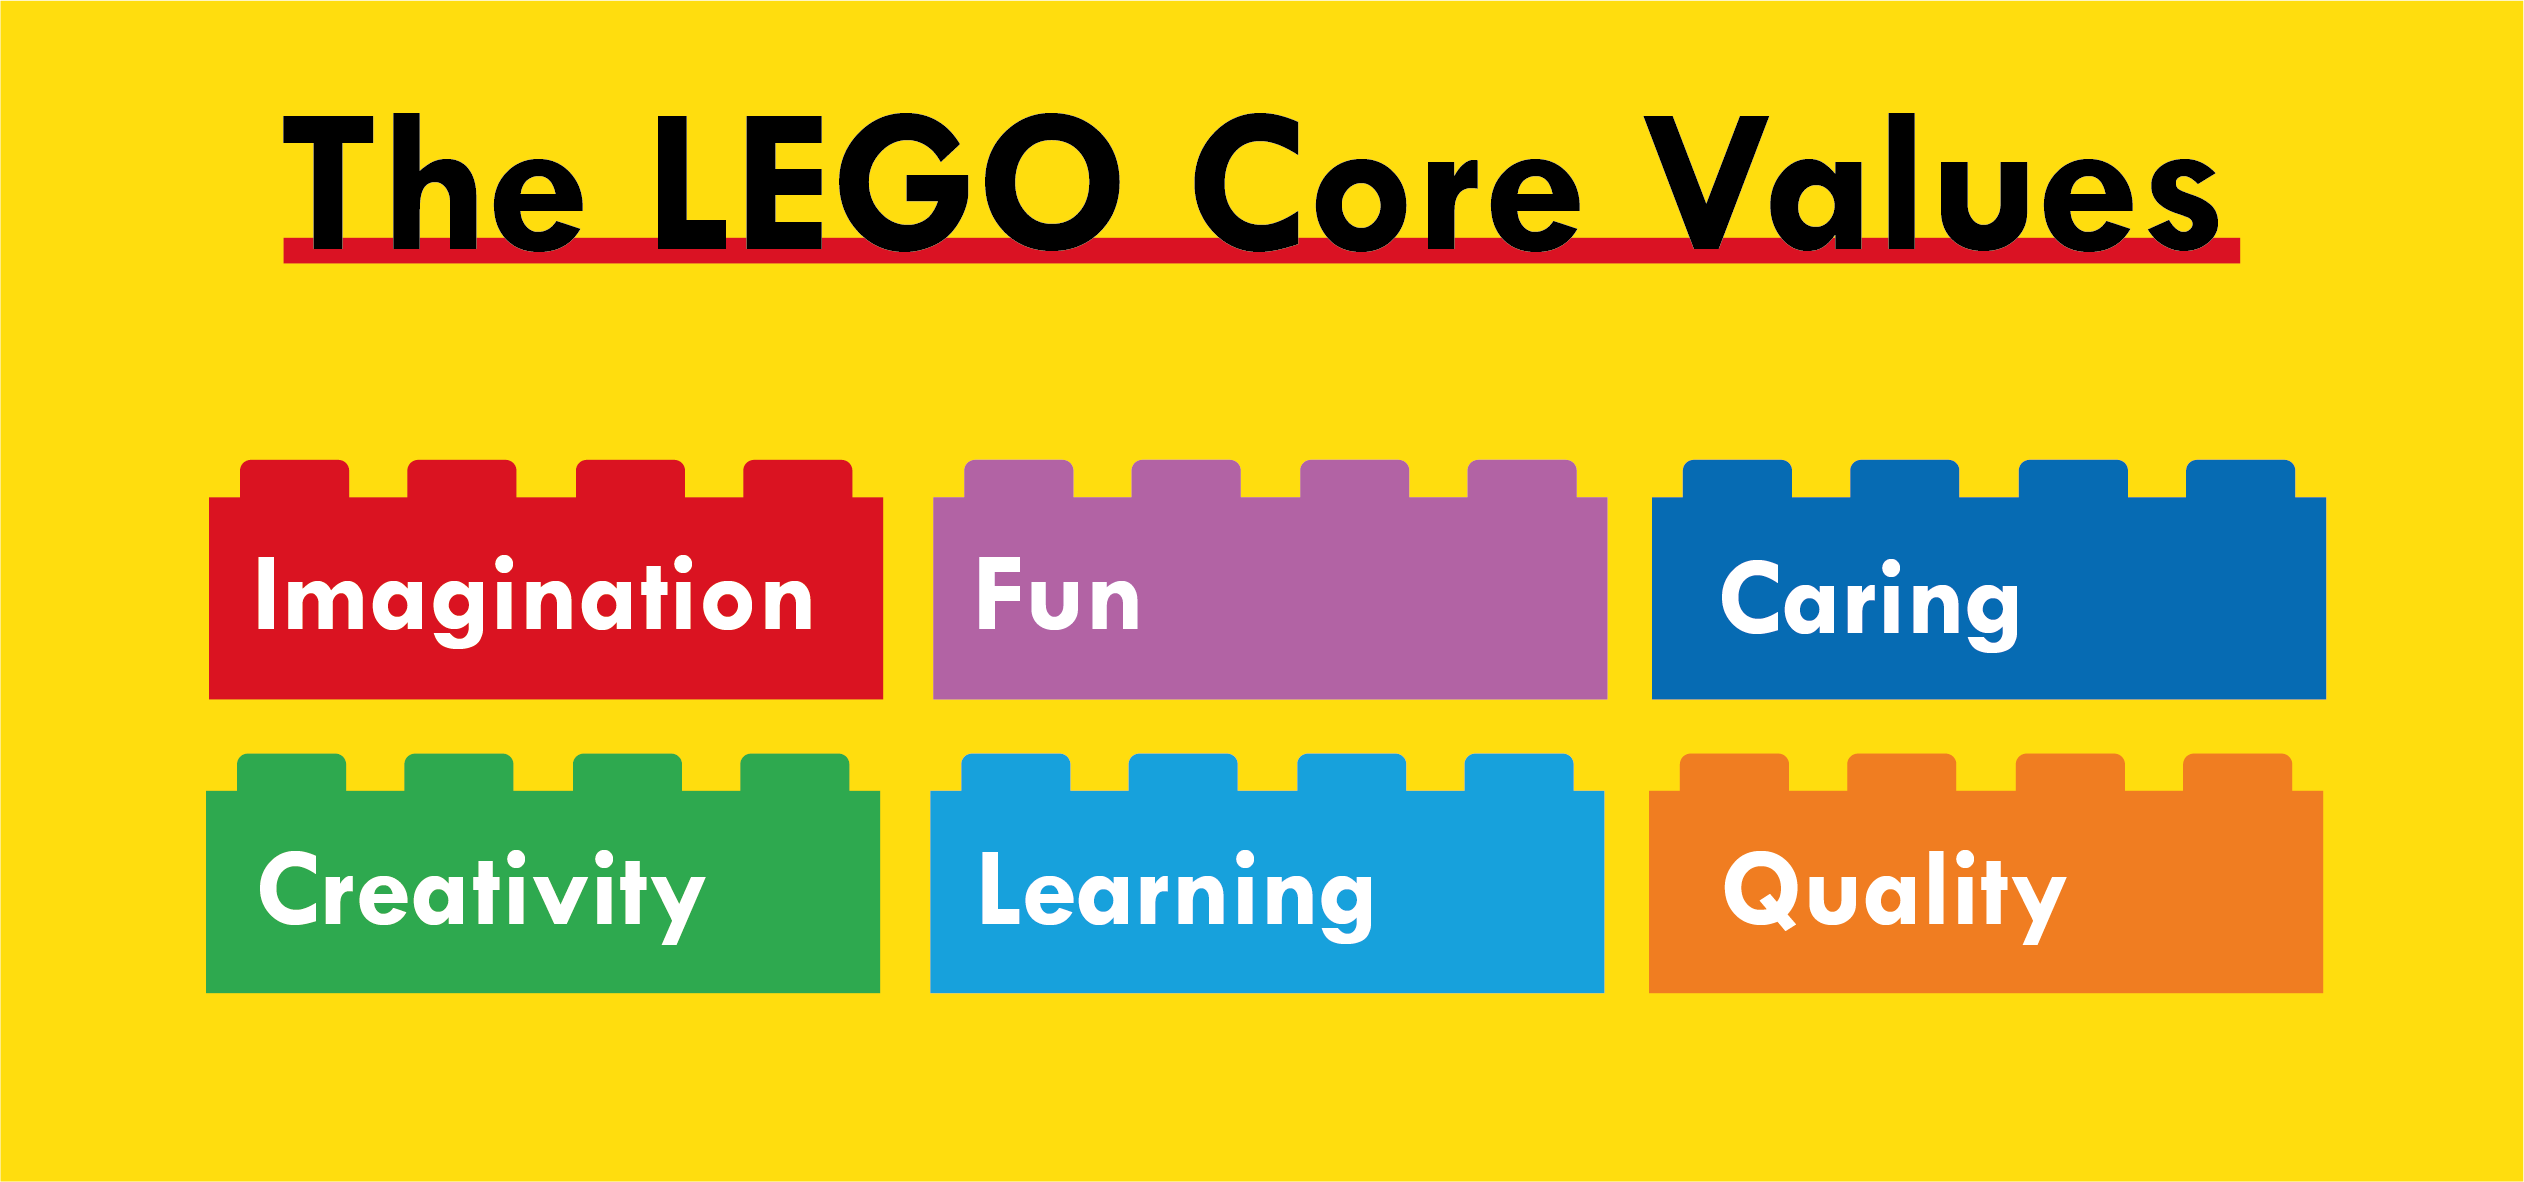 The LEGO Core Values
Imagination
Fun
Caring
Creativity
Learning
Quality